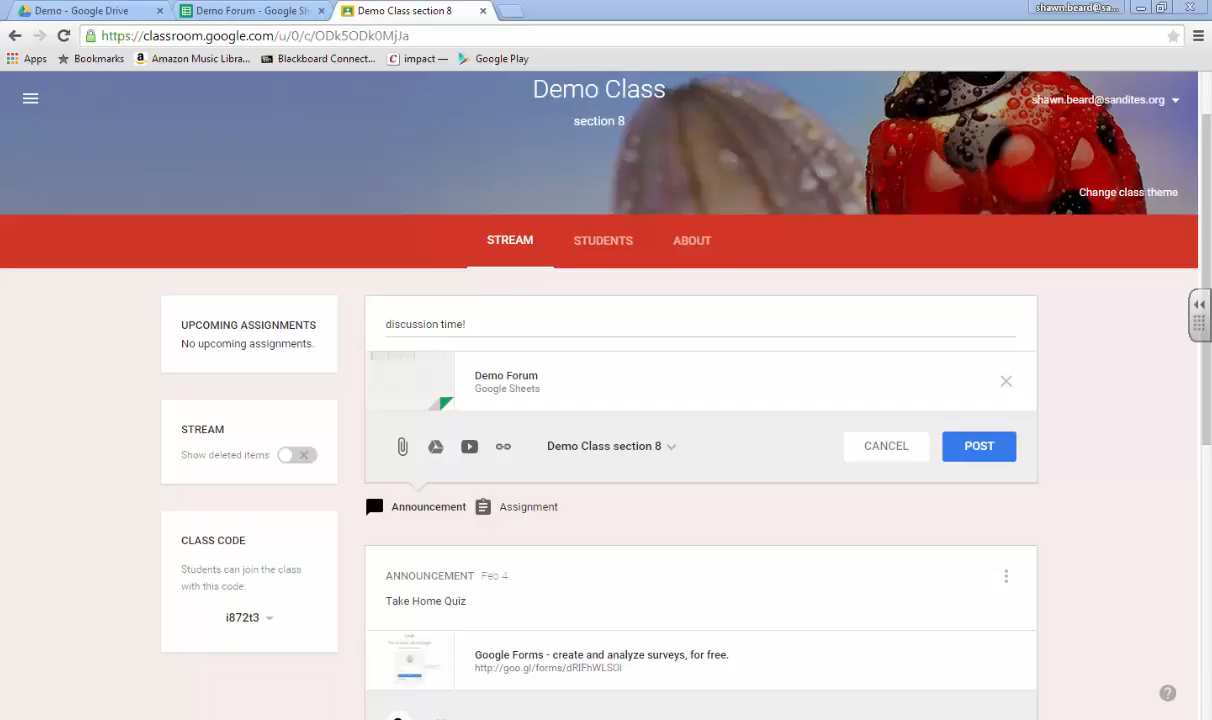 Demo - Google Drive
Demo Forum - Google Sh
Demo Class section 8
shawn.beard@sa...
https://classroom.google.com/u/0/c/ODk5ODk0MjJa
Apps Bookmarks Amazon Music Libra... Blackboard Connect... impact — Google Play
Demo Class
section 8
shawn.beard@sandites.org
Change class theme
STREAM STUDENTS ABOUT
UPCOMING ASSIGNMENTS
No upcoming assignments.
STREAM
Show deleted items
CLASS CODE
Students can join the class
with this code:
i872t3
discussion time!
Demo Forum
Google Sheets
Demo Class section 8
CANCEL
POST
Announcement Assignment
ANNOUNCEMENT Feb 4
Take Home Quiz
Google Forms - create and analyze surveys, for free.
http://goo.gl/forms/dRIFhWLSOI